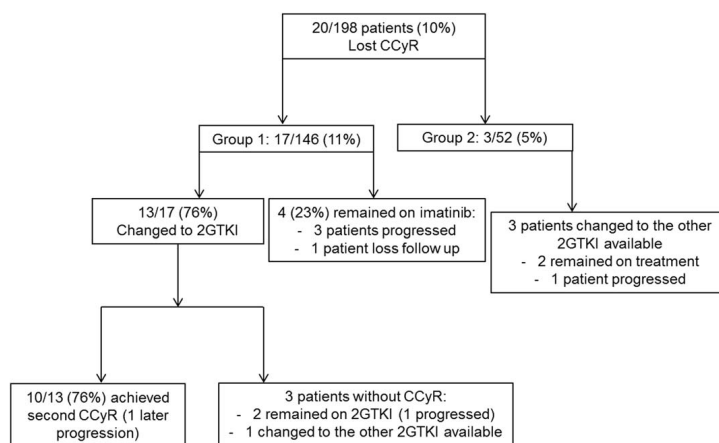 20/198 patients (10%)
Lost CCyR
Group 1: 17/146 (11%)
Group 2: 3/52 (5%)
13/17 (76%)
Changed to 2GTKI
4 (23%) remained on imatinib:
- 3 patients progressed
- 1 patient loss follow up
3 patients changed to the other
2GTKI available
- 2 remained on treatment
- 1 patient progressed
10/13 (76%) achieved
second CCyR (1 later
progression)
3 patients without CCyR:
- 2 remained on 2GTKI (1 progressed)
- 1 changed to the other 2GTKI available